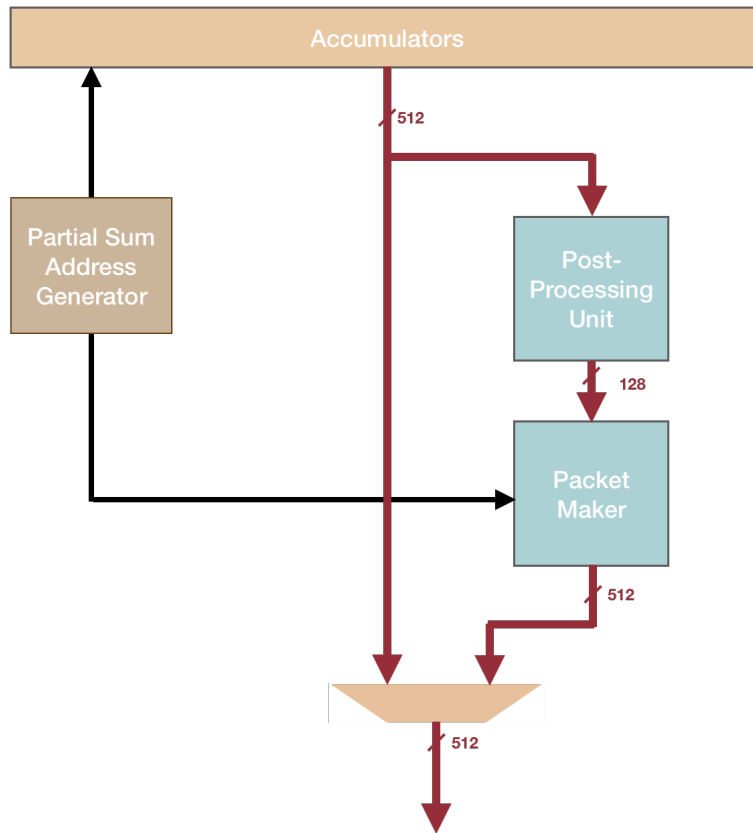 Accumulators
512
Partial Sum
Address
Generator
Post-
Processing
Unit
128
Packet
Maker
512
512